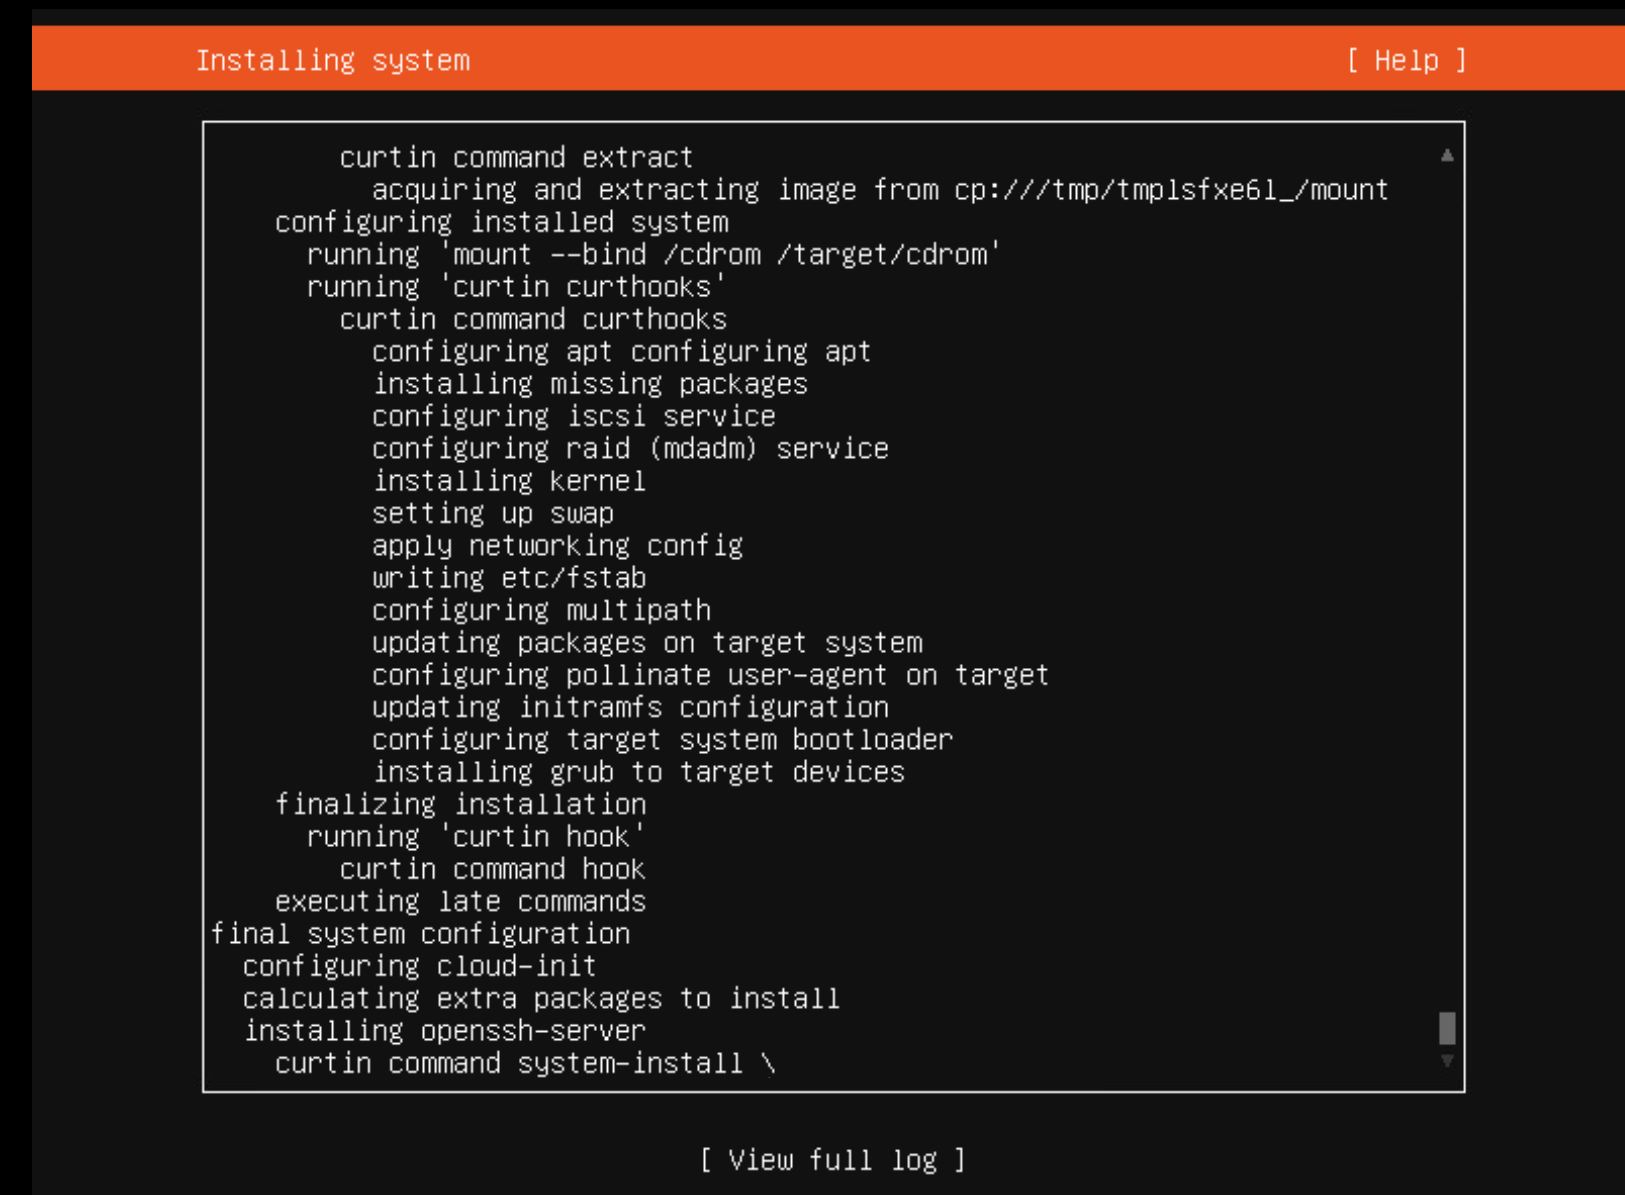 Installing system [ Help ]
curtin command extract
acquiring and extracting image from cp:///tmp/tmplsfxe6l_/mount
configuring installed system
running 'mount --bind /cdrom /target/cdrom'
running 'curtin curthooks'
curtin command curthooks
configuring apt configuring apt
installing missing packages
configuring iscsi service
configuring raid (mdadm) service
installing kernel
setting up swap
apply networking config
writing etc/fstab
configuring multipath
updating packages on target system
configuring pollinate user-agent on target
updating initramfs configuration
configuring target system bootloader
installing grub to target devices
finalizing installation
running 'curtin hook'
curtin command hook
executing late commands
final system configuration
configuring cloud-init
calculating extra packages to install
installing openssh-server
curtin command system-install \
[ View full log ]